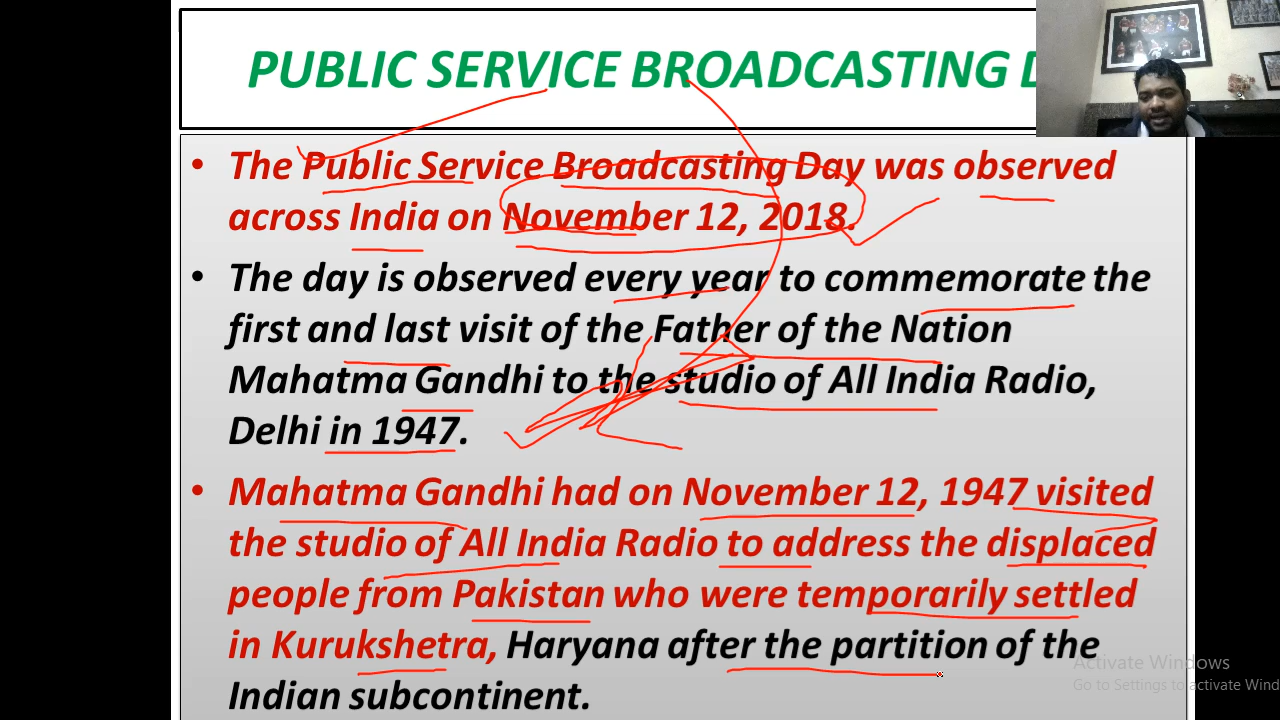 PUBLIC SERVICE BROADCASTING
• The Public Service Broadcasting Day was observed
across India on November 12, 2018.
• The day is observed every year to commemorate the
first and last visit of the Father of the Nation
Mahatma Gandhi to the studio of All India Radio,
Delhi in 1947.
• Mahatma Gandhi had on November 12, 1947 visited
the studio of All India Radio to address the displaced
people from Pakistan who were temporarily settled
in Kurukshetra, Haryana after the partition of the
Indian subcontinent.
Activate Windows
Go to Settings to activate Wind